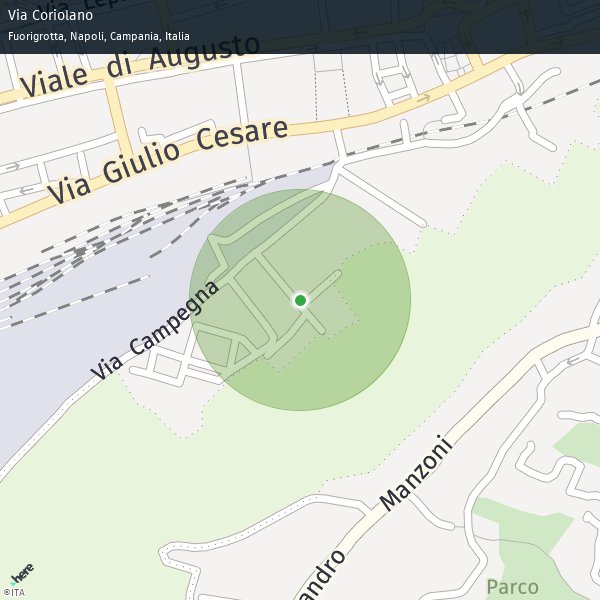 Via Coriolano
Fuorigrotta, Napoli, Campania, Italia
Viale di Augusto
Via Giulio Cesare
Via Campegna
Manzoni
andro
Parco
here
©ITA